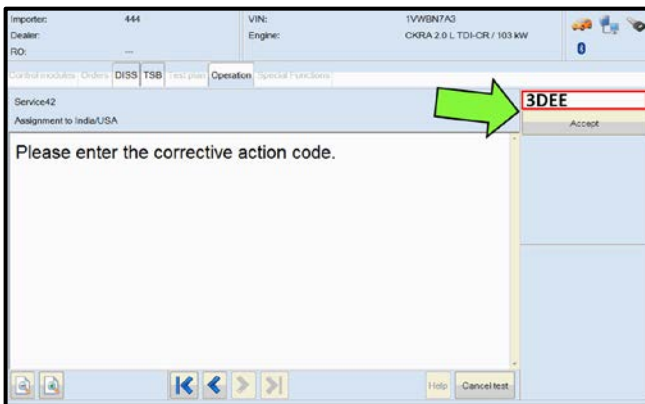 Importer: 444 VIN: 1VWBN7A3
Dealer: Engine: CKRA 2.0 L TDI-CR / 103 kW
RO: ---
0
Control modules Orders DISS TSB Test plan Operation Special Functions
Service42
Assignment to India/USA
3DEE
Accept
Please enter the corrective action code.
Help Cancel test